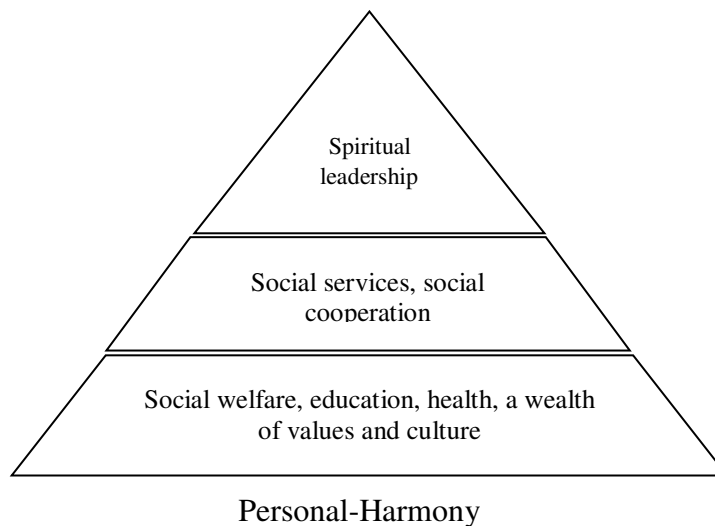 Spiritual
leadership
Social services, social
cooperation
Social welfare, education, health, a wealth
of values and culture
Personal-Harmony